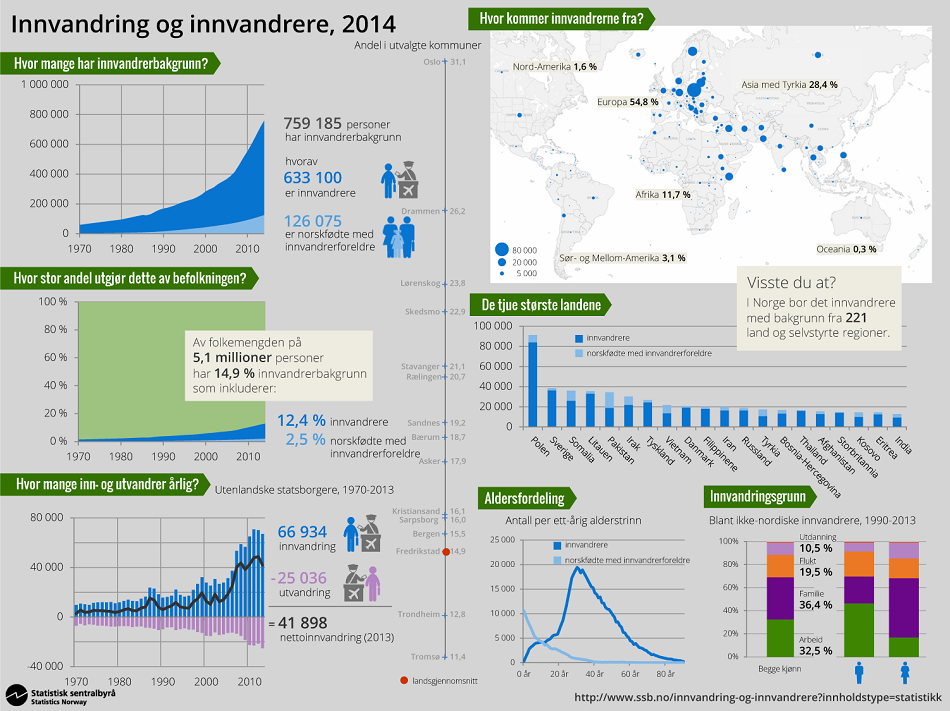 Innvandring og innvandrere, 2014
Hvor mange har innvandrerbakgrunn?
1 000 000
800 000
600 000
400 000
200 000
0
1970 1980 1990 2000 2010
759 185 personer
har innvandrerbakgrunn
hvorav
633 100
er innvandrere
126 075
er norskfødte med
innvandrerforeldre
Andel i utvalgte kommuner
Oslo 31,1
Drammen 26,2
Lørenskog 23,8
Skedsmo 22,9
Stavanger 21,1
Rælingen 20,7
Sandnes 19,2
Bærum 18,7
Asker 17,9
Kristiansand 16,1
Sarpsborg 16,0
Bergen 15,5
Fredrikstad 14,9
Trondheim 12,8
Tromsø 11,4
landsgjennomsnitt
Hvor stor andel utgjør dette av befolkningen?
100 %
80 %
60 %
40 %
20 %
0 %
1970 1980 1990 2000 2010
Av folkemengden på
5,1 millioner personer
har 14,9 % innvandrerbakgrunn
som inkluderer:
12,4 % innvandrere
2,5 % norskfødte med
innvandrerforeldre
Hvor mange inn- og utvandrer årlig?
Utenlandske statsborgere, 1970-2013
80 000
40 000
0
-40 000
1970 1980 1990 2000 2010
66 934
innvandring
-25 036
utvandring
= 41 898
nettoinnvandring (2013)
Statistisk sentralbyrå
Statistics Norway
Hvor kommer innvandrerne fra?
Nord-Amerika 1,6 %
Europa 54,8 %
Asia med Tyrkia 28,4 %
Afrika 11,7 %
Oceania 0,3 %
Sør- og Mellom-Amerika 3,1 %
80 000
20 000
5 000
Visste du at?
I Norge bor det innvandrere
med bakgrunn fra 221
land og selvstyrte regioner.
De tjue største landene
100 000
80 000
60 000
40 000
20 000
0
innvandrere
norskfødte med innvandrerforeldre
Polen
Sverige
Somalia
Litauen
Pakistan
Irak
Tyskland
Vietnam
Danmark
Filippinene
Iran
Russland
Tyrkia
Bosnia-Hercegovina
Thailand
Afghanistan
Storbritannia
Kosovo
Eritrea
India
Aldersfordeling
Antall per ett-årig alderstrinn
25 000
20 000
15 000
10 000
5 000
0
innvandrere
norskfødte med innvandrerforeldre
0 år 20 år 40 år 60 år 80 år
Innvandringsgrunn
Blant ikke-nordiske innvandrere, 1990-2013
100%
80%
60%
40%
20%
0%
Utdanning
10,5 %
Flukt
19,5 %
Familie
36,4 %
Arbeid
32,5 %
Begge kjønn
http://www.ssb.no/innvandring-og-innvandrere?innholdstype=statistikk